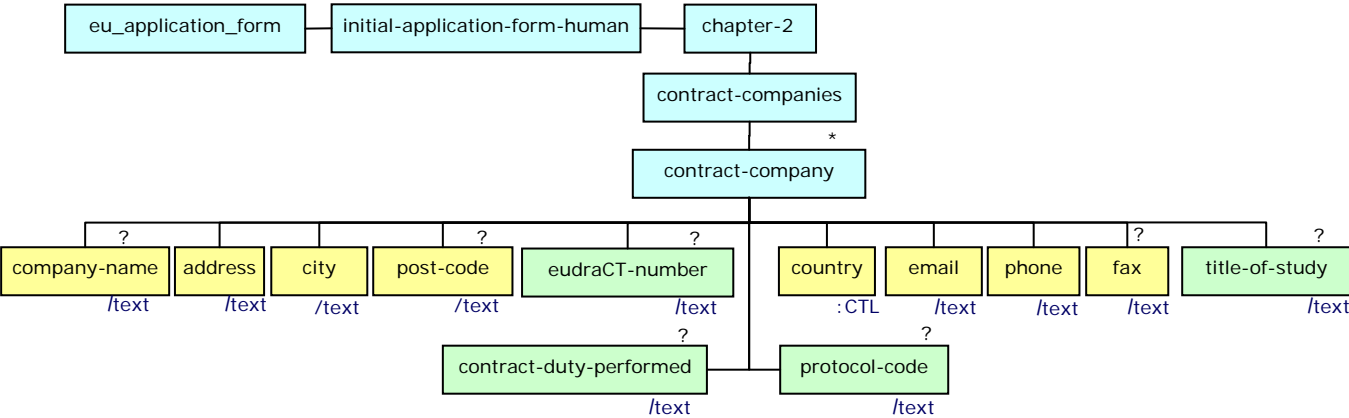 eu_application_form initial-application-form-human chapter-2
contract-companies
*
contract-company
? ? ? ? ?
company-name address city post-code eudraCT-number country email phone fax title-of-study
/text /text /text /text /text :CTL /text /text /text /text
? ?
contract-duty-performed protocol-code
/text /text